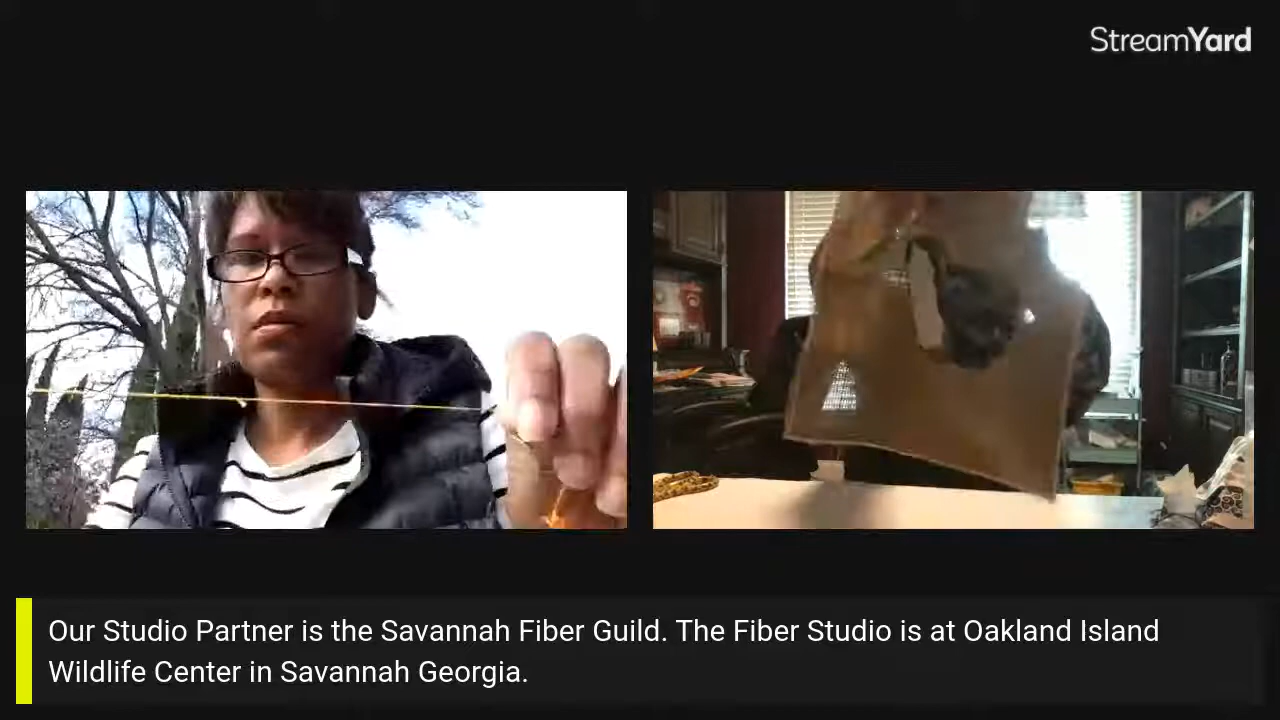 StreamYard
Our Studio Partner is the Savannah Fiber Guild. The Fiber Studio is at Oakland Island
Wildlife Center in Savannah Georgia.